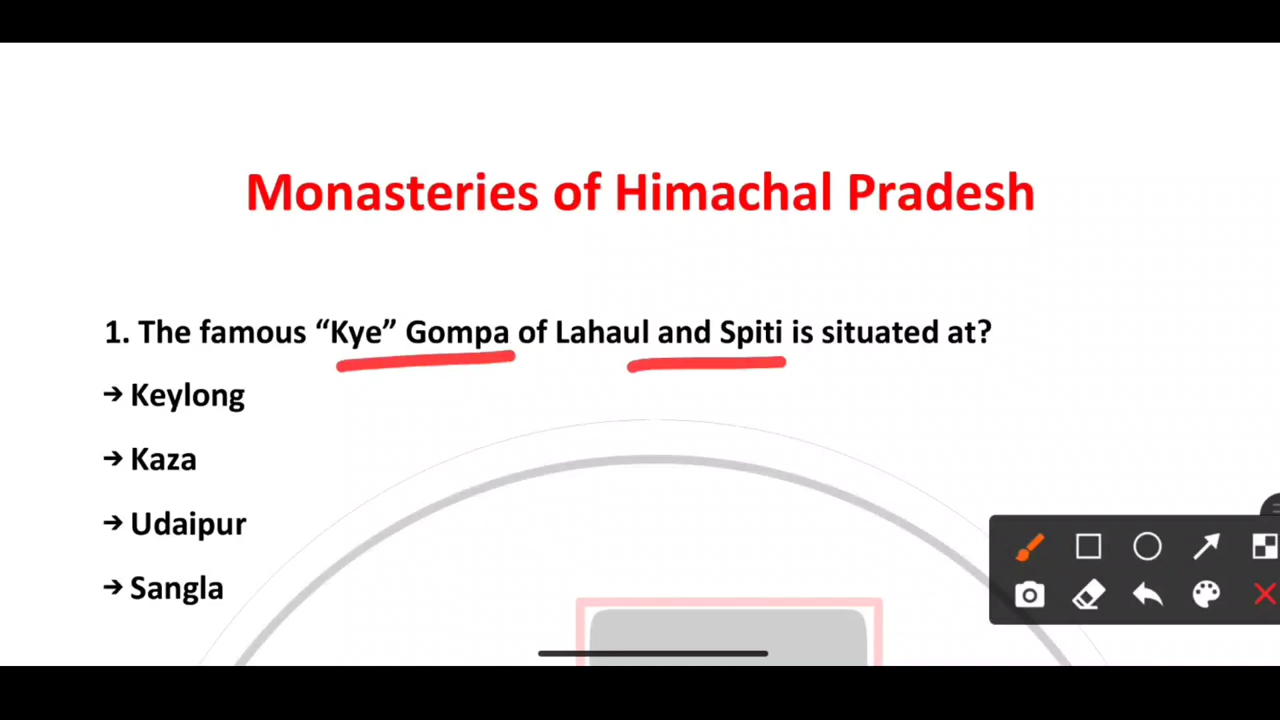 Monasteries of Himachal Pradesh
1. The famous “Kye” Gompa of Lahaul and Spiti is situated at?
→ Keylong
→ Kaza
→ Udaipur
→ Sangla